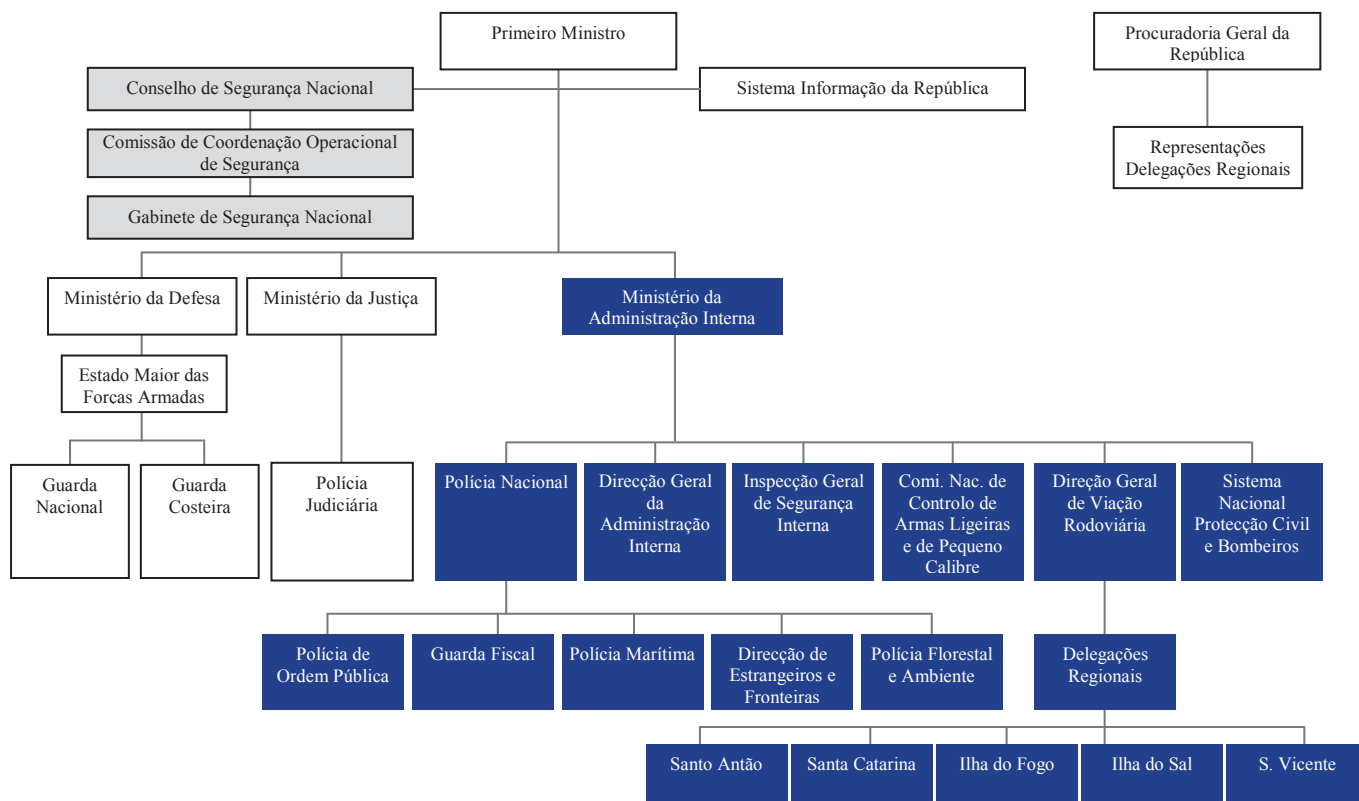 Primeiro Ministro
Procuradoria Geral da
República
Conselho de Segurança Nacional
Sistema Informação da República
Comissão de Coordenação Operacional
de Segurança
Representações
Delegações Regionais
Gabinete de Segurança Nacional
Ministério da Defesa
Ministério da Justiça
Ministério da
Administração Interna
Estado Maior das
Forcas Armadas
Guarda
Nacional
Guarda
Costeira
Polícia
Judiciária
Polícia Nacional
Direcção Geral
da
Administração
Interna
Inspecção Geral
de Segurança
Interna
Comi. Nac. de
Controlo de
Armas Ligeiras
e de Pequeno
Calibre
Direção Geral
de Viação
Rodoviária
Sistema
Nacional
Protecção Civil
e Bombeiros
Polícia de
Ordem Pública
Guarda Fiscal
Polícia Marítima
Direcção de
Estrangeiros e
Fronteiras
Polícia Florestal
e Ambiente
Delegações
Regionais
Santo Antão
Santa Catarina
Ilha do Fogo
Ilha do Sal
S. Vicente